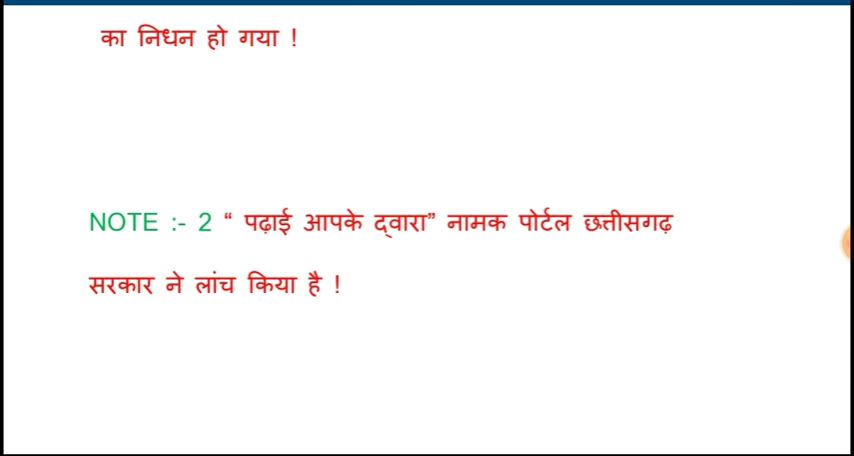 का निधन हो गया !
NOTE :- 2 “ पढ़ाई आपके द्वारा” नामक पोर्टल छत्तीसगढ़
सरकार ने लांच किया है !